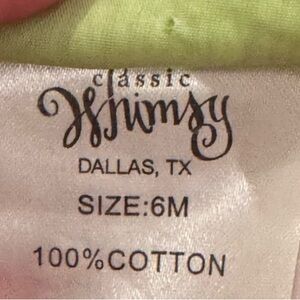 classic
Whimsy
DALLAS, TX
SIZE:6M
100%COTTON